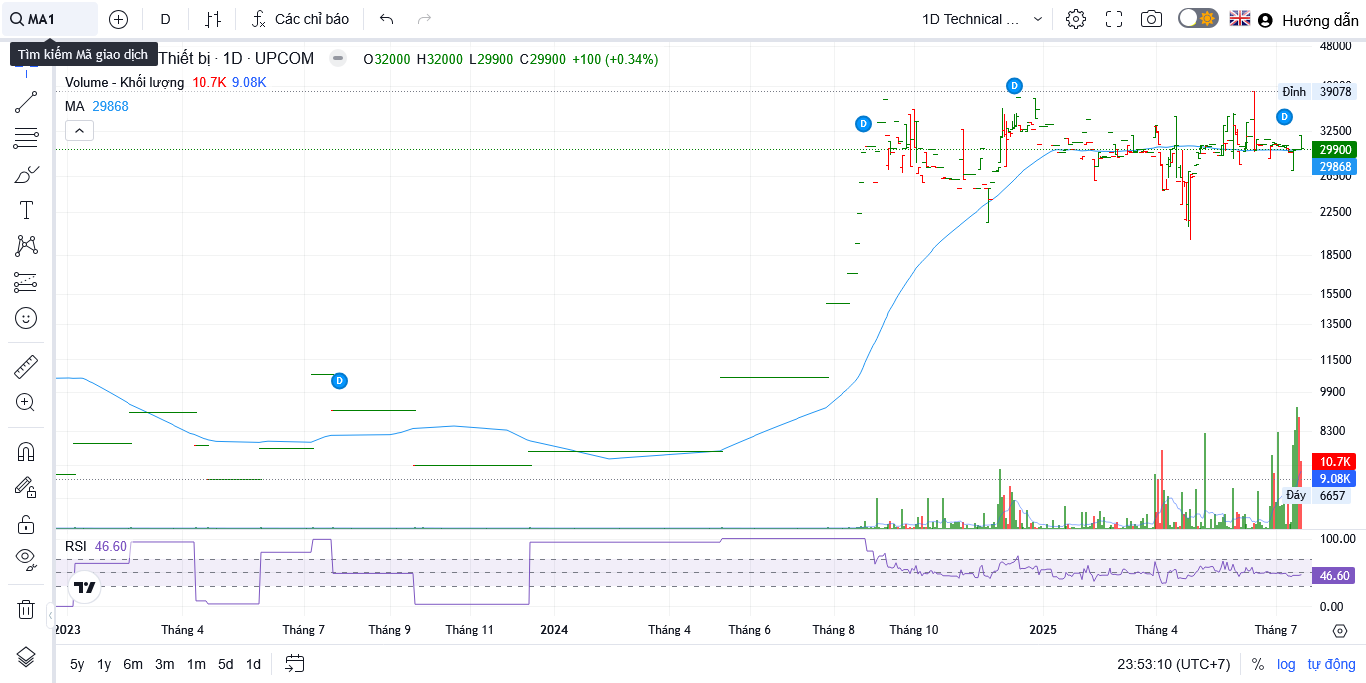 MA1
D
Các chỉ báo
1D Technical ...
Hướng dẫn
Tìm kiếm Mã giao dịch
Thiết bị · 1D · UPCOM
O32000 H32000 L29900 C29900 +100 (+0.34%)
Volume - Khối lượng 10.7K 9.08K
MA 29868
D
D
D
D
48000
Đỉnh 39078
32500
29900
29868
26500
22500
18500
15500
13500
11500
9900
8300
10.7K
9.08K
Đáy 6657
RSI 46.60
100.00
46.60
0.00
2023 Tháng 4 Tháng 7 Tháng 9 Tháng 11 2024 Tháng 4 Tháng 6 Tháng 8 Tháng 10 2025 Tháng 4 Tháng 7
5y 1y 6m 3m 1m 5d 1d
23:53:10 (UTC+7) % log tự động